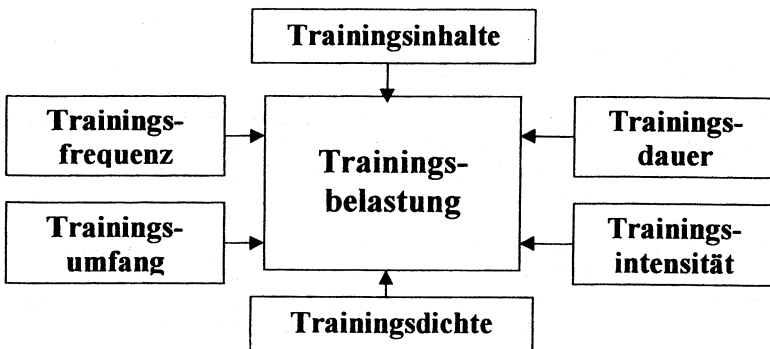 Trainingsinhalte
Trainings-
frequenz
Trainings-
belastung
Trainings-
dauer
Trainings-
umfang
Trainings-
intensität
Trainingsdichte